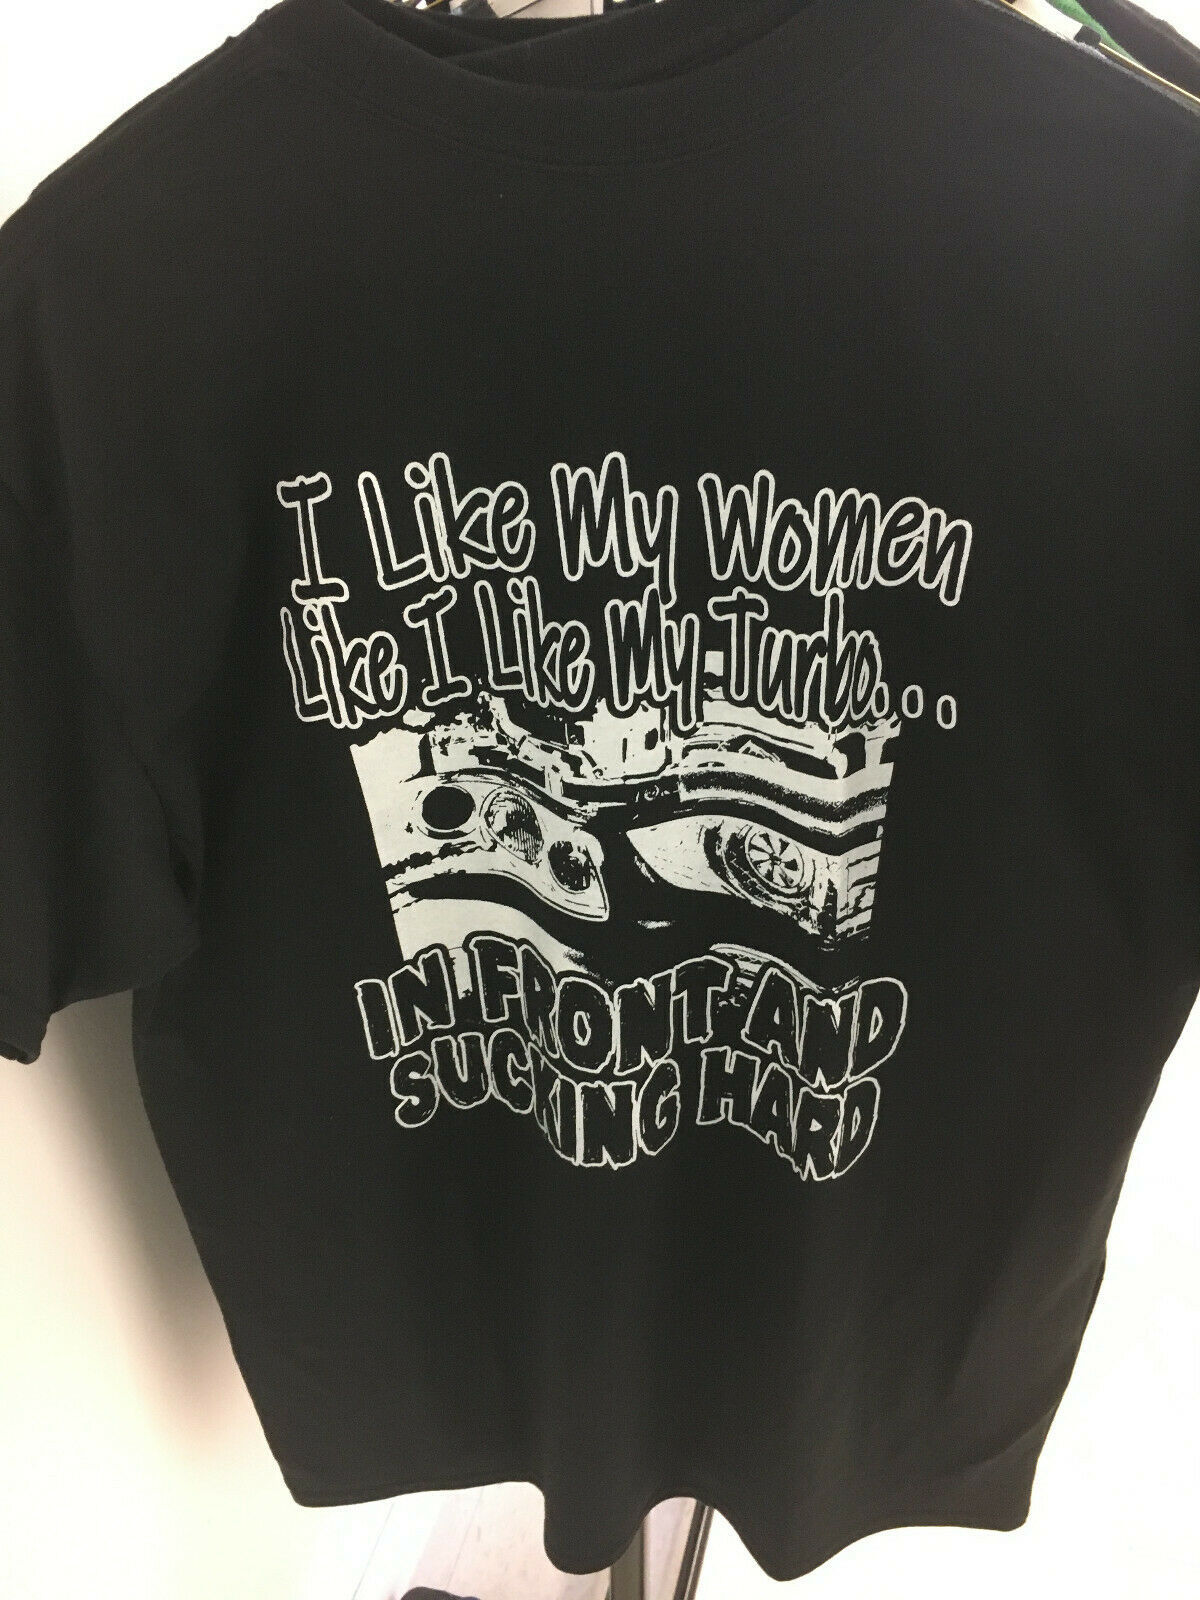 I Like My Women
Like I Like My Turbo...
IN FRONT AND
SUCKING HARD